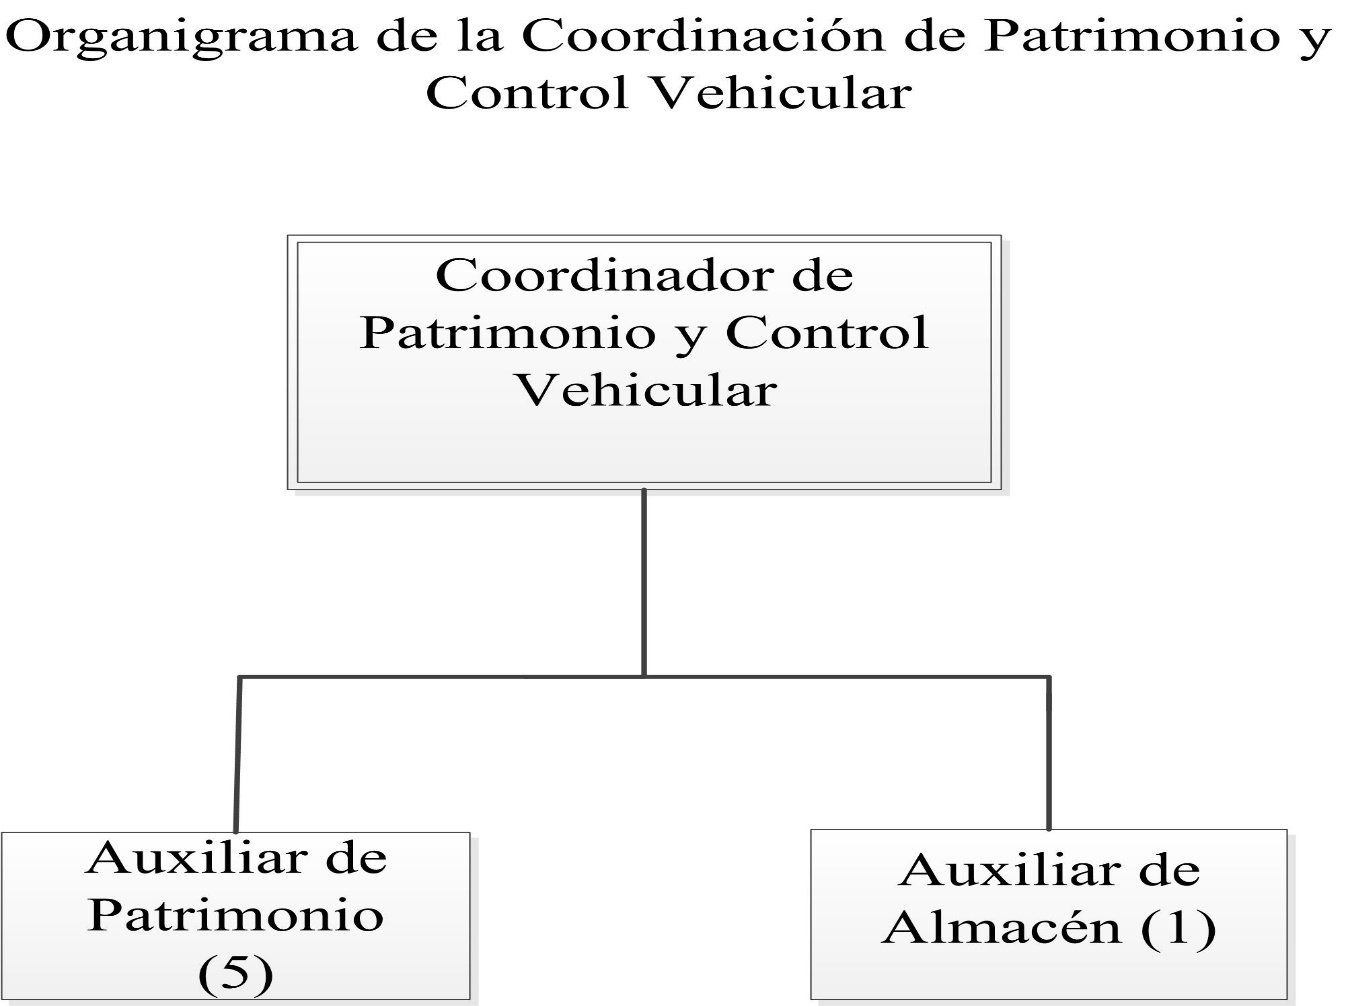 Organigrama de la Coordinación de Patrimonio y
Control Vehicular
Coordinador de
Patrimonio y Control
Vehicular
Auxiliar de
Patrimonio
(5)
Auxiliar de
Almacén (1)